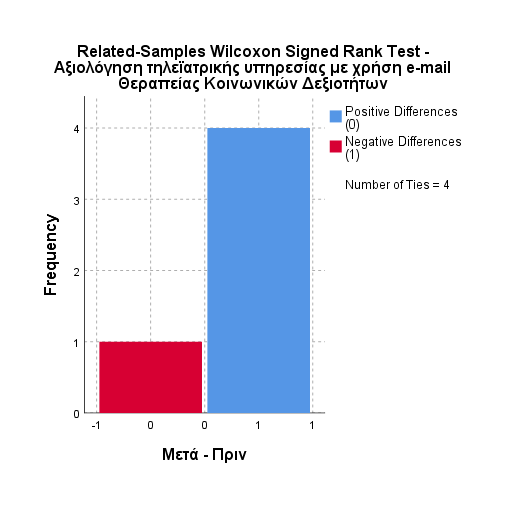 Related-Samples Wilcoxon Signed Rank Test -
Αξιολόγηση τηλεϊατρικής υπηρεσίας με χρήση e-mail
Θεραπείας Κοινωνικών Δεξιοτήτων
Positive Differences
(0)
Negative Differences
(1)
Number of Ties = 4
Frequency
4
3
2
1
0
-1 0 0 1 1
Μετά - Πριν